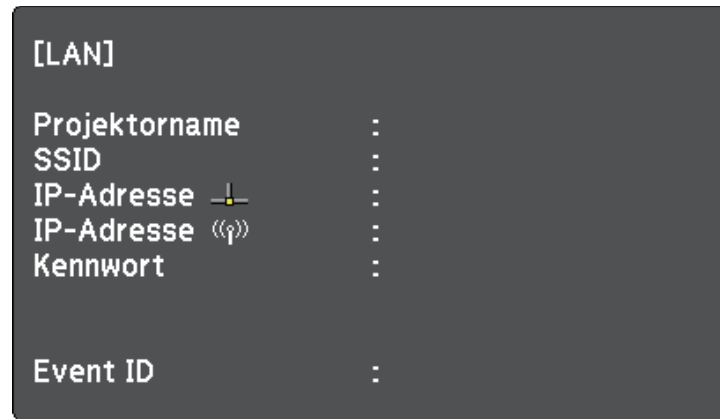 [LAN]
Projektorname :
SSID :
IP-Adresse :
IP-Adresse :
Kennwort :
Event ID :